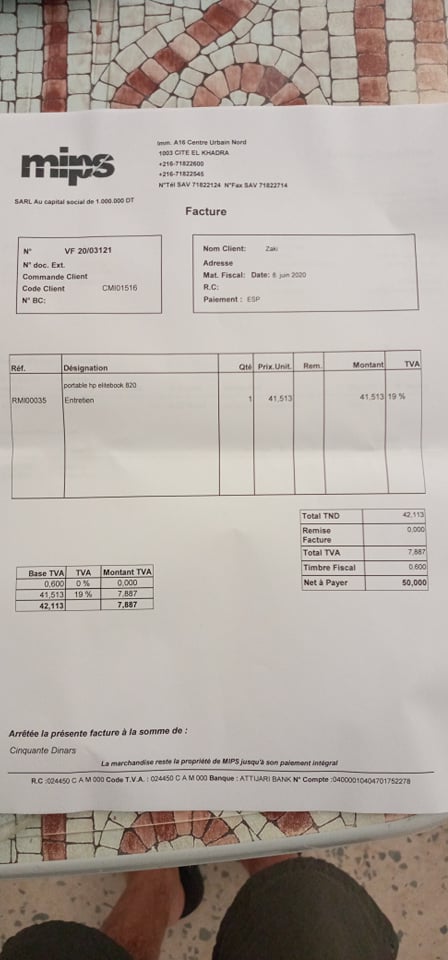 mips
Imm. A16 Centre Urbain Nord
1003 CITE EL KHADRA
+216-71822600
+216-71822545
N°Tél SAV 71822124 N°Fax SAV 71822714
SARL Au capital social de 1.000.000 DT
Facture
N° VF 20/03121
N° doc. Ext.
Commande Client
Code Client CMI01516
N° BC:
Nom Client: Zaki
Adresse
Mat. Fiscal: Date: 6 juin 2020
R.C:
Paiement : ESP
Réf. Désignation Qté Prix.Unit. Rem. Montant TVA
portable hp elitebook 820
RMI00035 Entretien 1 41,513 41,513 19 %
Total TND 42,113
Remise Facture 0,000
Total TVA 7,887
Timbre Fiscal 0,600
Net à Payer 50,000
Base TVA TVA Montant TVA
0,600 0 % 0,000
41,513 19 % 7,887
42,113 7,887
Arrêtée la présente facture à la somme de :
Cinquante Dinars
La marchandise reste la propriété de MIPS jusqu'à son paiement intégral
R.C :024450 C A M 000 Code T.V.A. : 024450 C A M 000 Banque : ATTIJARI BANK N° Compte :04000010404701752278